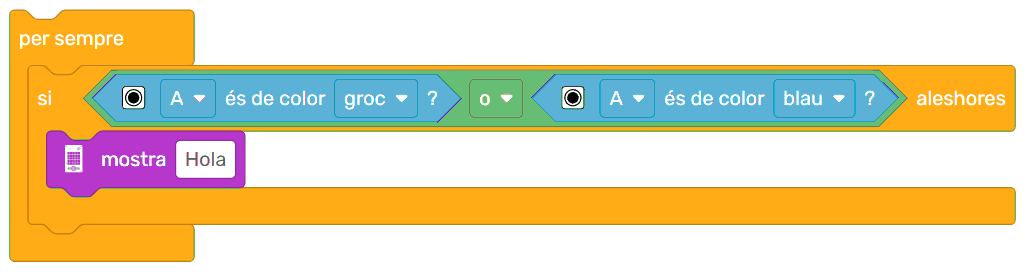 per sempre
si A és de color groc ? o A és de color blau ? aleshores
mostra Hola